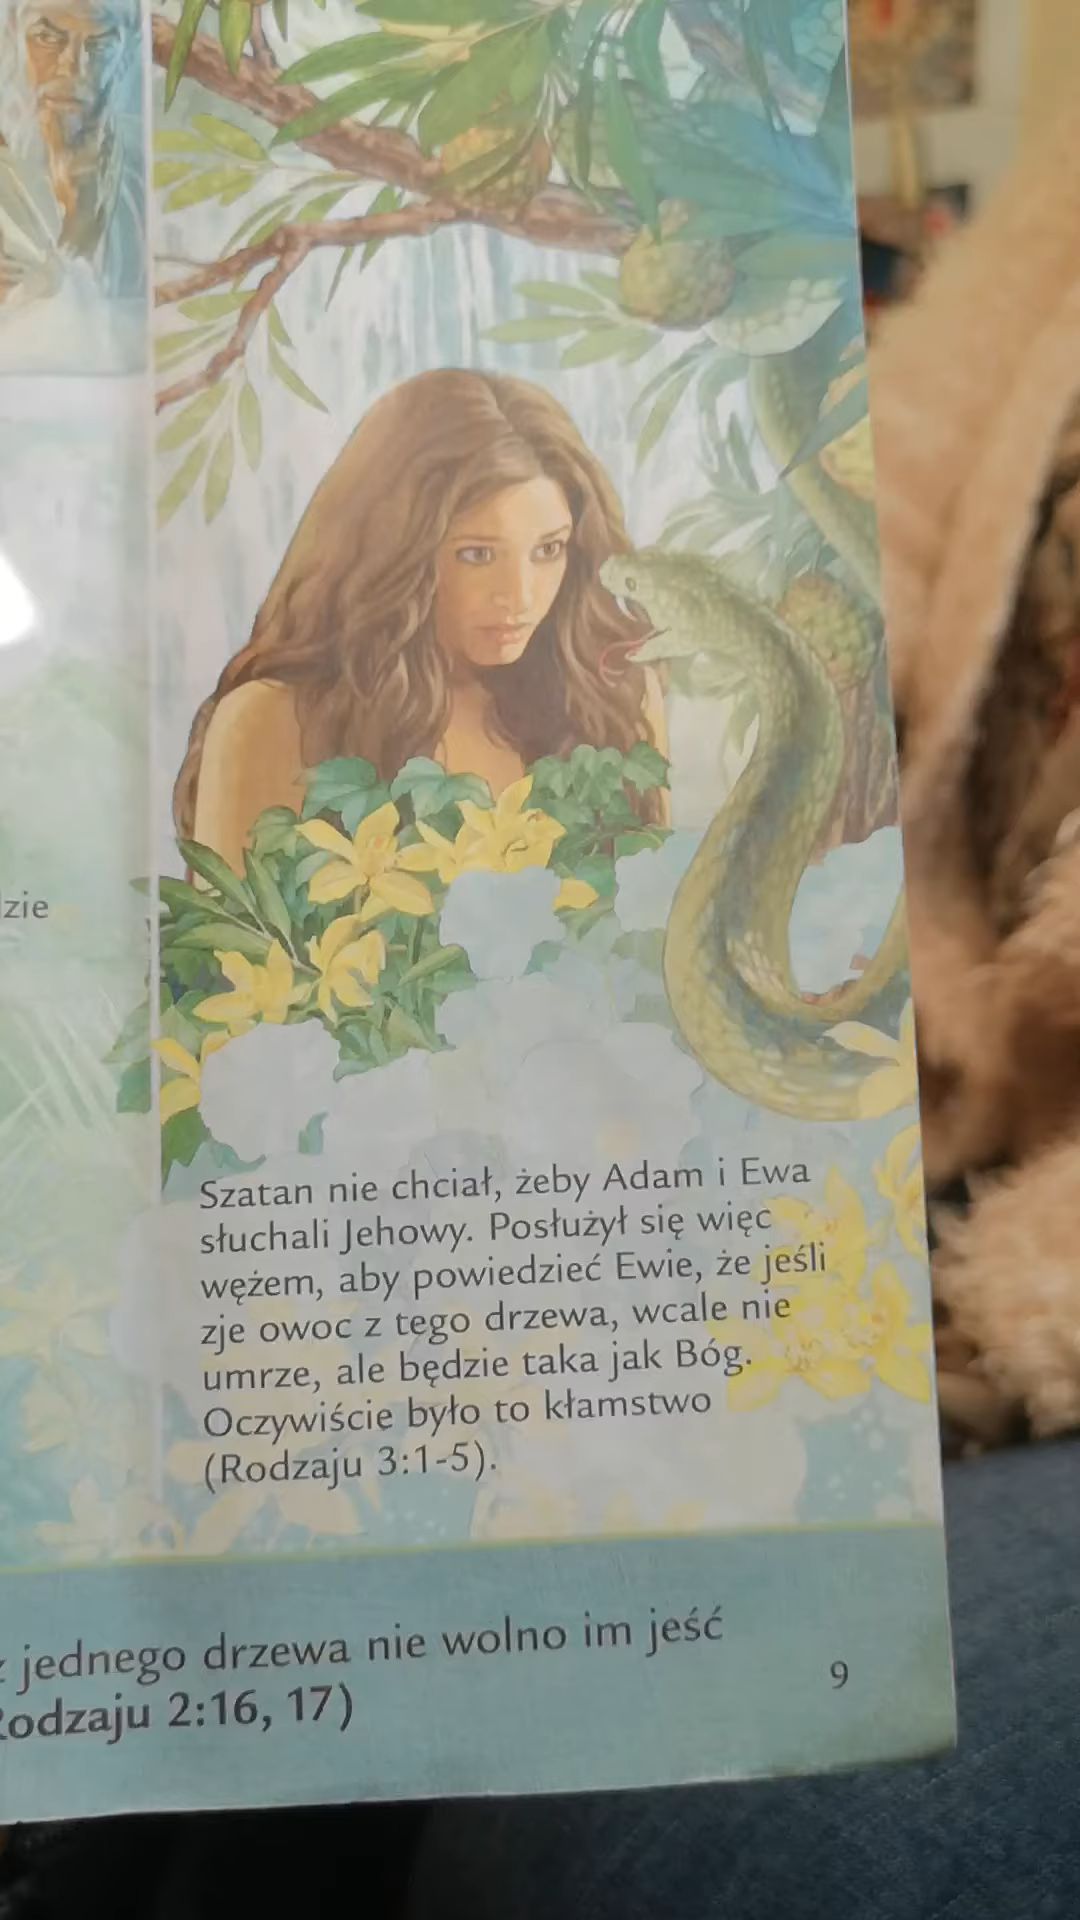 zie
Szatan nie chciał, żeby Adam i Ewa
słuchali Jehowy. Posłużył się więc
wężem, aby powiedzieć Ewie, że jeśli
zje owoc z tego drzewa, wcale nie
umrze, ale będzie taka jak Bóg.
Oczywiście było to kłamstwo
(Rodzaju 3:1-5).
z jednego drzewa nie wolno im jeść
Rodzaju 2:16, 17)
9